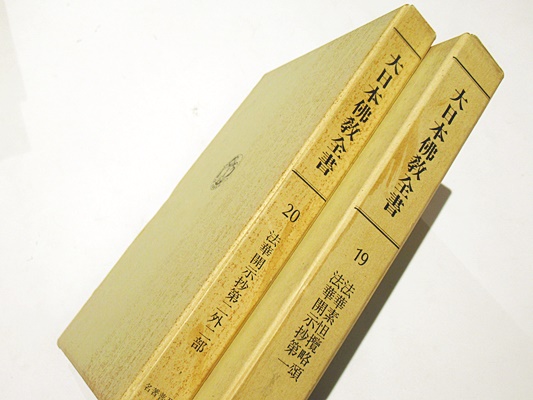 大日本佛教全書
20
法華開示抄第二外二部
大日本佛教全書
19
法華素怛攬略頌
法華開示抄第一